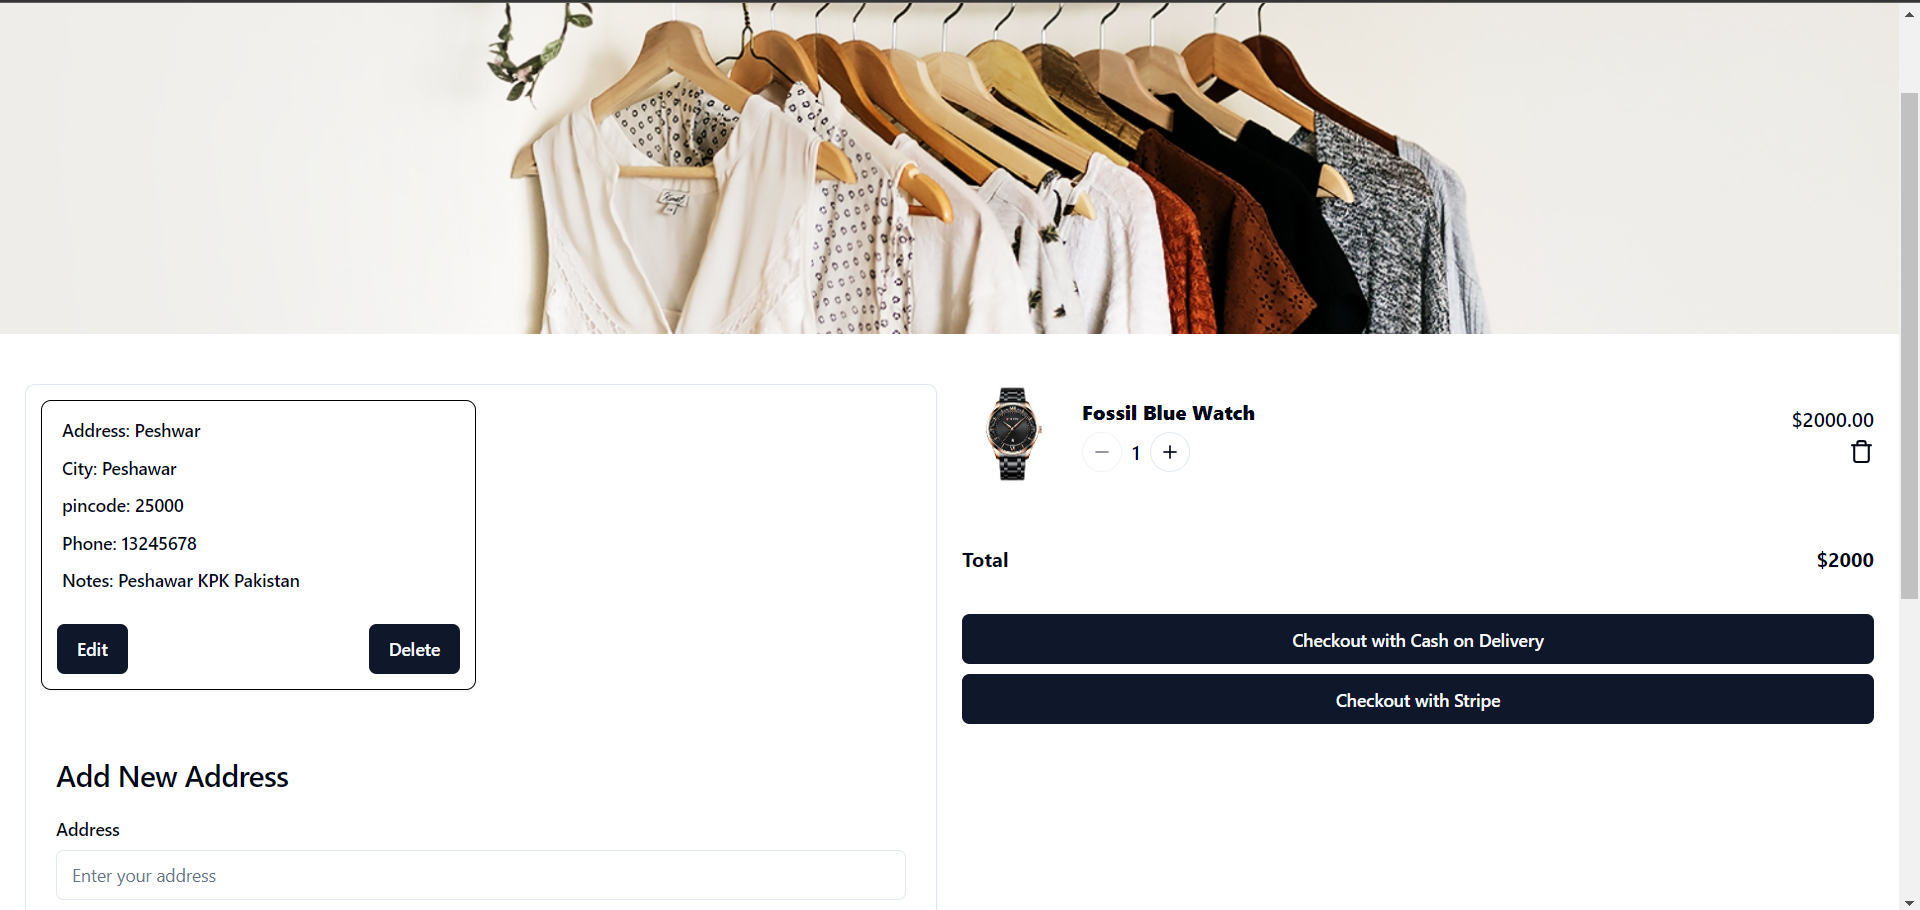 Address: Peshwar
City: Peshawar
pincode: 25000
Phone: 13245678
Notes: Peshawar KPK Pakistan
Edit
Delete
Add New Address
Address
Enter your address
Fossil Blue Watch
$2000.00
1
Total
$2000
Checkout with Cash on Delivery
Checkout with Stripe